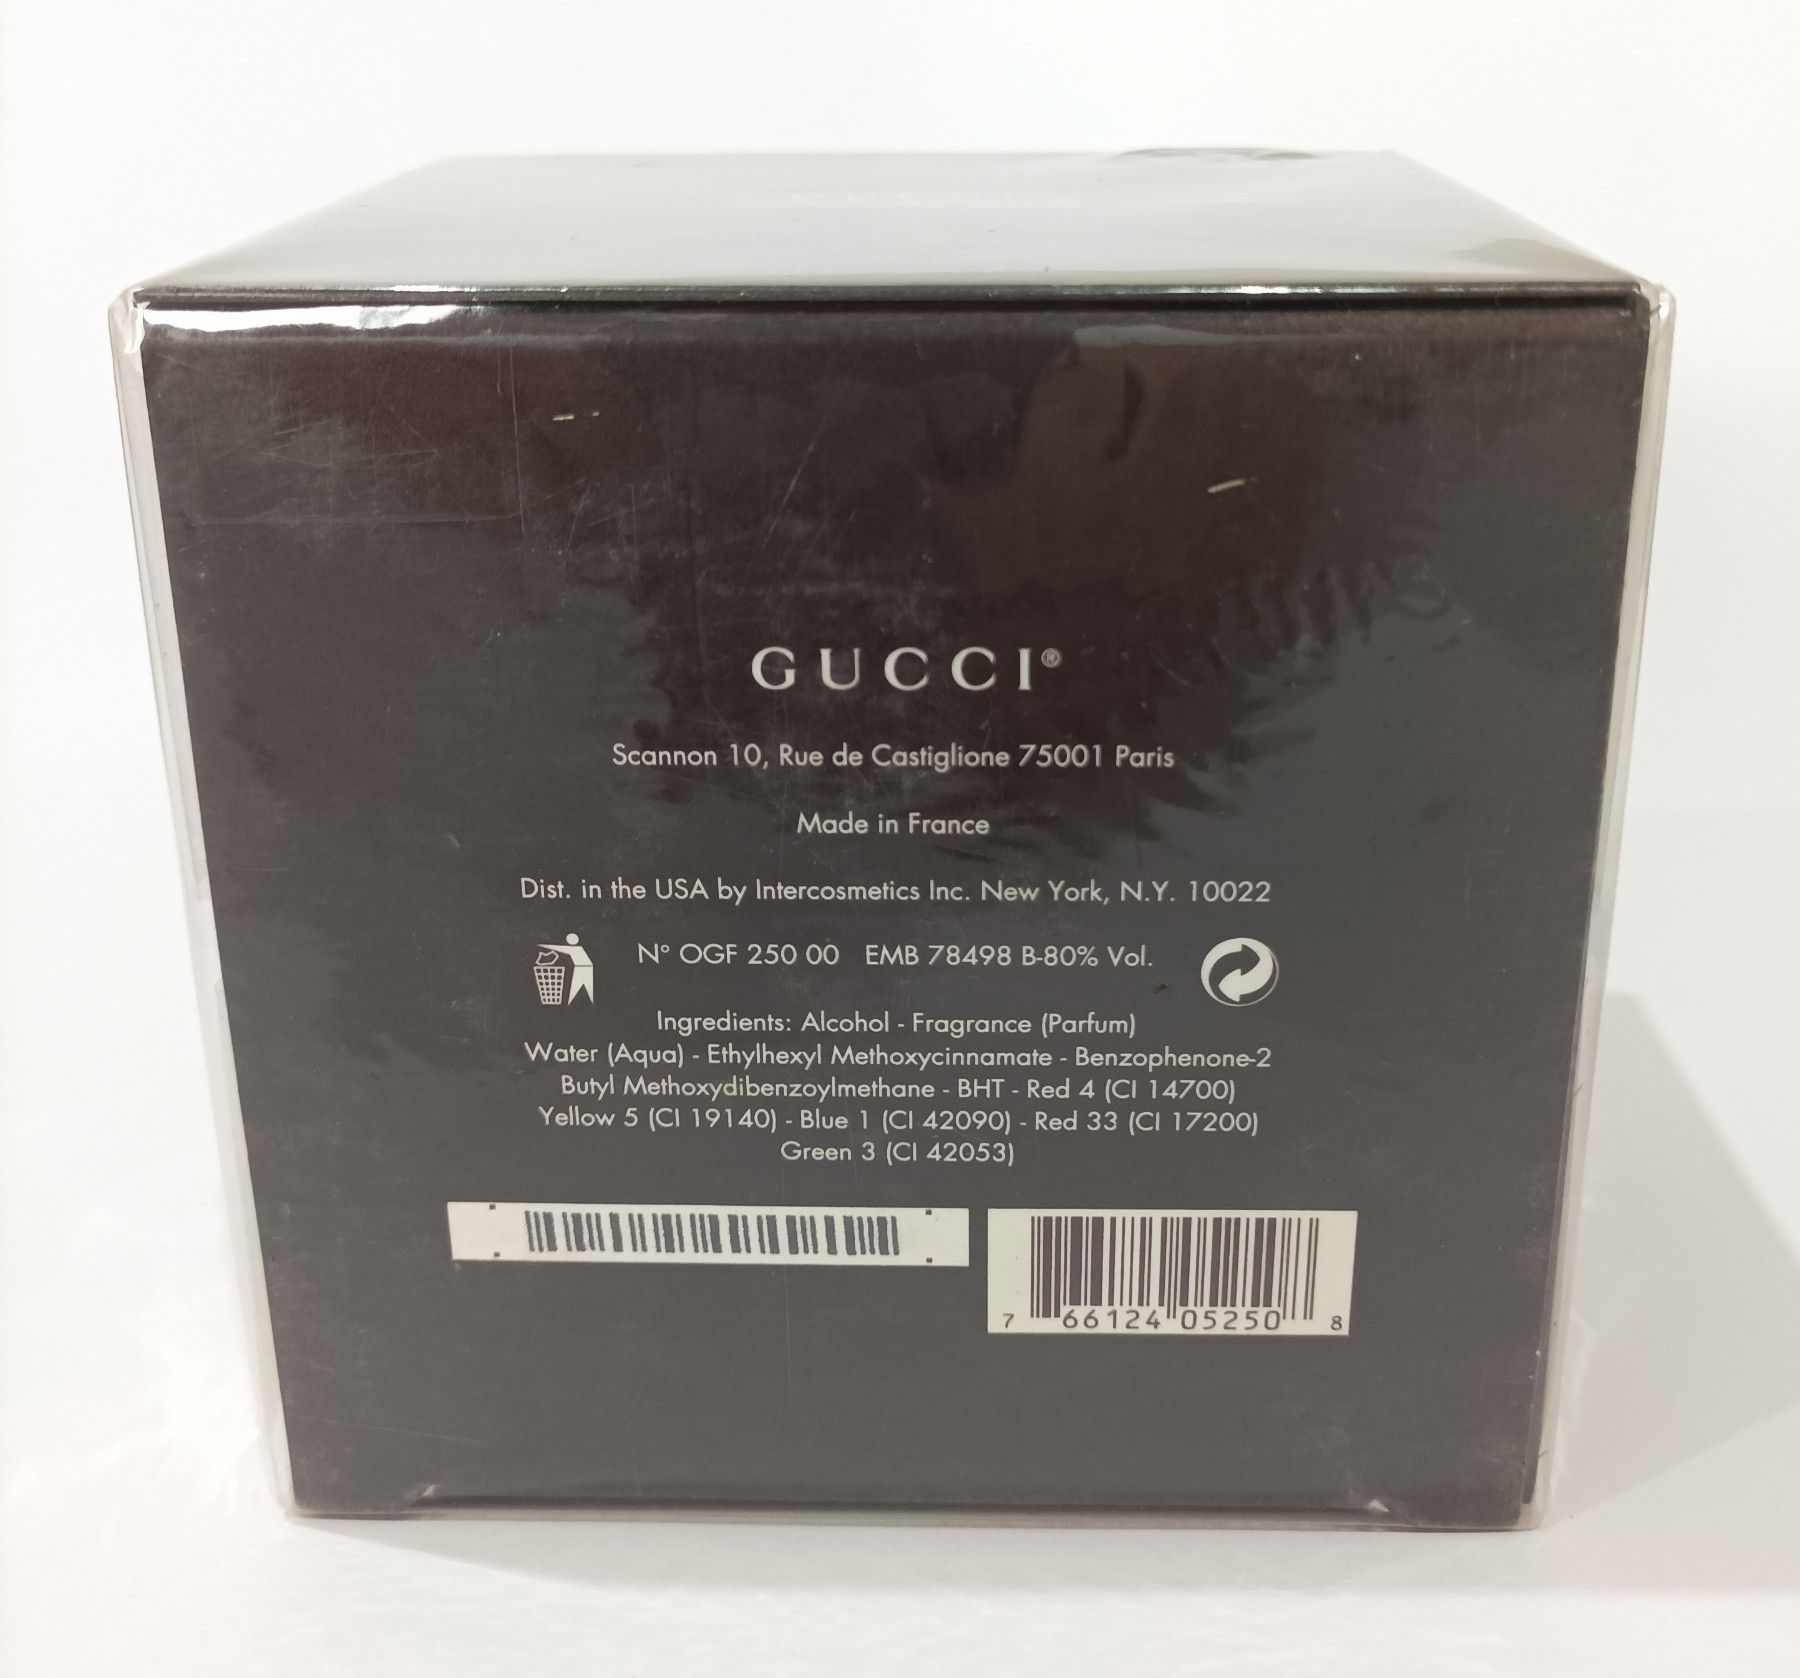 GUCCI®
Scannon 10, Rue de Castiglione 75001 Paris
Made in France
Dist. in the USA by Intercosmetics Inc. New York, N.Y. 10022
N° OGF 250 00 EMB 78498 B-80% Vol.
Ingredients: Alcohol - Fragrance (Parfum)
Water (Aqua) - Ethylhexyl Methoxycinnamate - Benzophenone-2
Butyl Methoxydibenzoylmethane - BHT - Red 4 (CI 14700)
Yellow 5 (CI 19140) - Blue 1 (CI 42090) - Red 33 (CI 17200)
Green 3 (CI 42053)
7 66124 05250 8